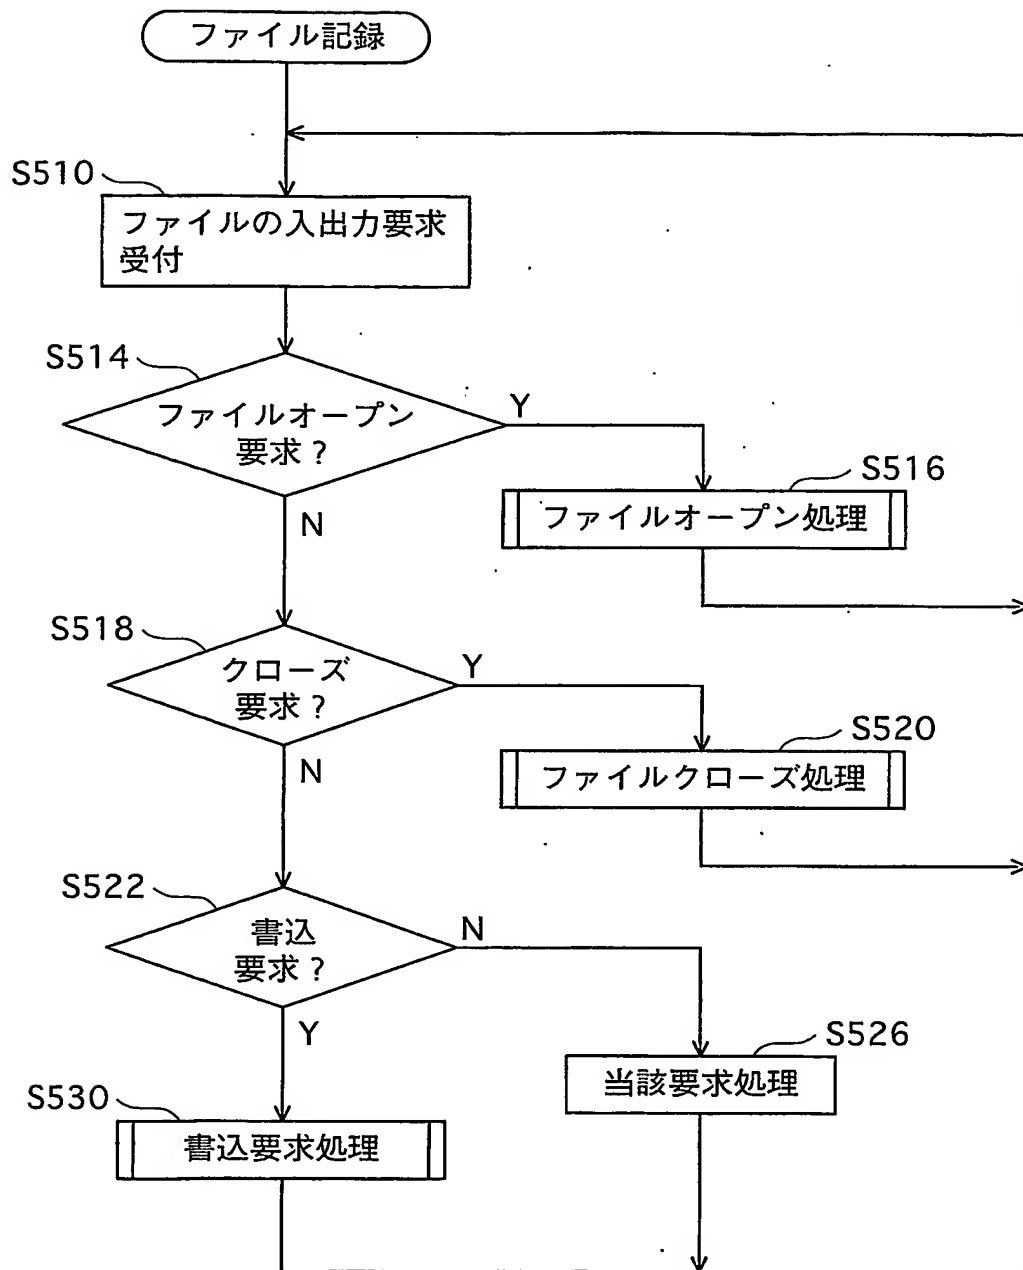 ファイル記録
S510
ファイルの入出力要求
受付
S514
ファイルオープン
要求？
Y
N
S516
ファイルオープン処理
S518
クローズ
要求？
Y
N
S520
ファイルクローズ処理
S522
書込
要求？
N
Y
S526
当該要求処理
S530
書込要求処理